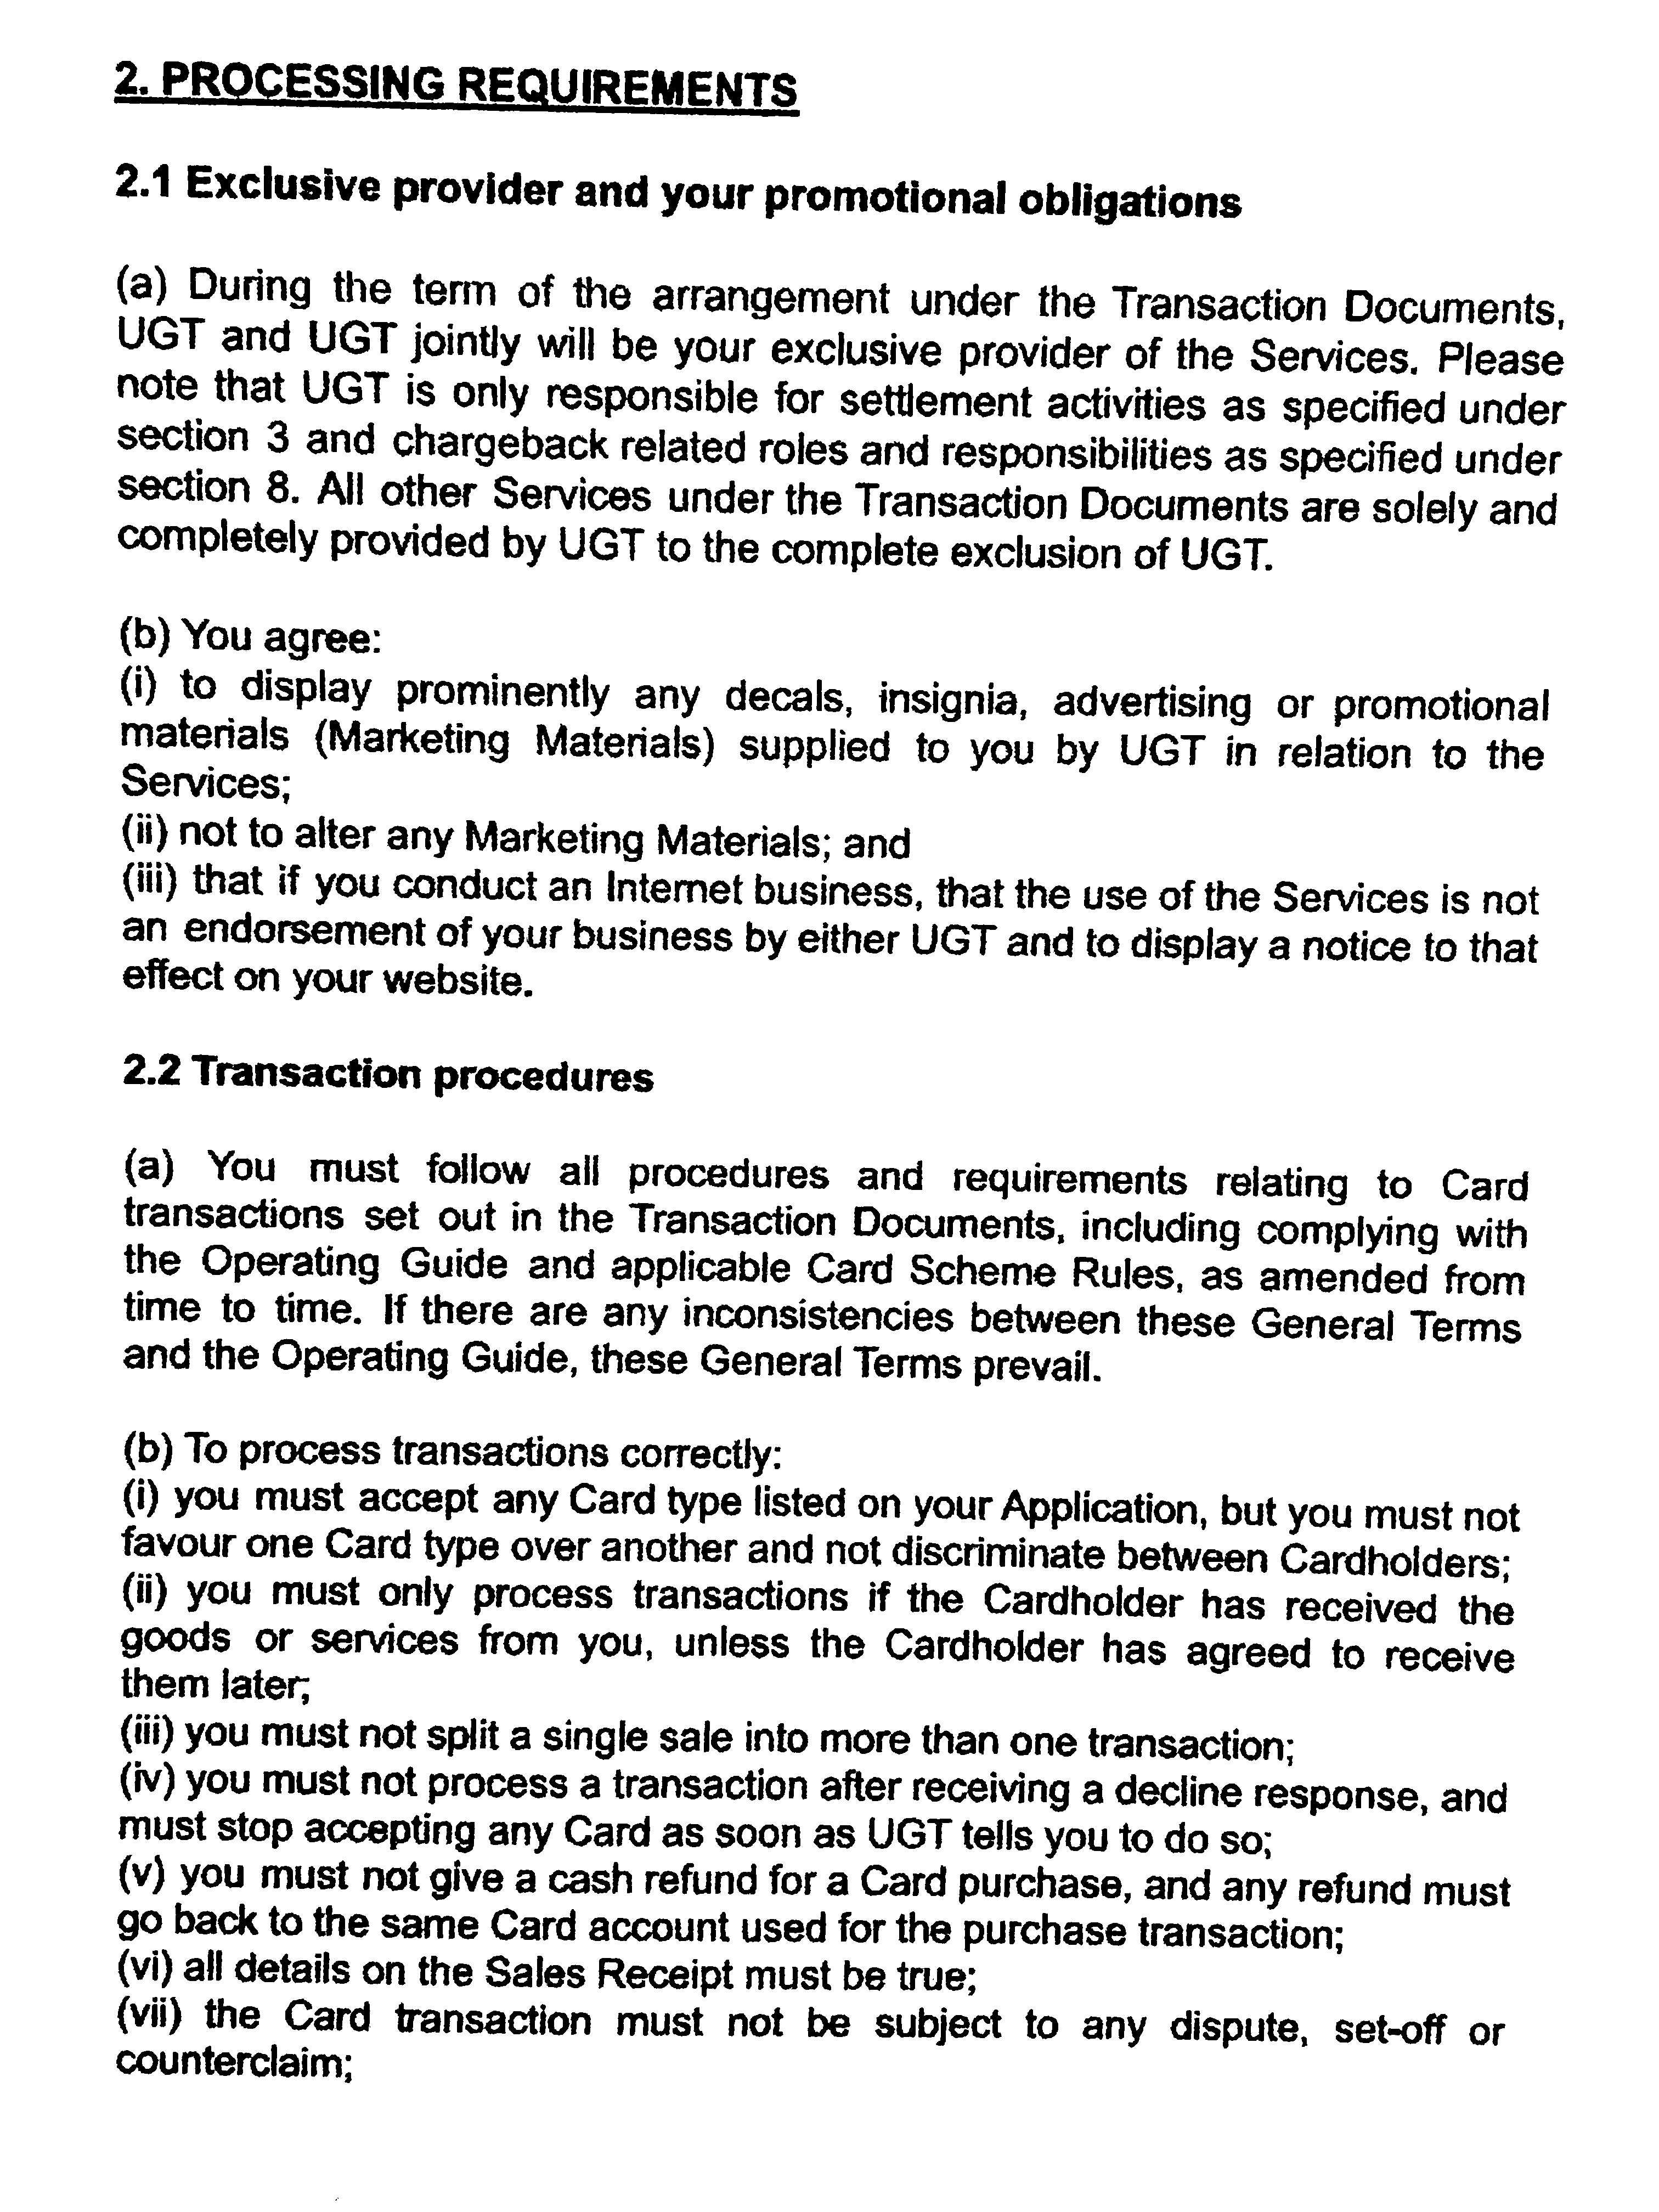 2. PROCESSING REQUIREMENTS
2.1 Exclusive provider and your promotional obligations
(a) During the term of the arrangement under the Transaction Documents,
UGT and UGT jointly will be your exclusive provider of the Services. Please
note that UGT is only responsible for settlement activities as specified under
section 3 and chargeback related roles and responsibilities as specified under
section 8. All other Services under the Transaction Documents are solely and
completely provided by UGT to the complete exclusion of UGT.
(b) You agree:
(i) to display prominently any decals, insignia, advertising or promotional
materials (Marketing Materials) supplied to you by UGT in relation to the
Services;
(ii) not to alter any Marketing Materials; and
(iii) that if you conduct an Internet business, that the use of the Services is not
an endorsement of your business by either UGT and to display a notice to that
effect on your website.
2.2 Transaction procedures
(a) You must follow all procedures and requirements relating to Card
transactions set out in the Transaction Documents, including complying with
the Operating Guide and applicable Card Scheme Rules, as amended from
time to time. If there are any inconsistencies between these General Terms
and the Operating Guide, these General Terms prevail.
(b) To process transactions correctly:
(i) you must accept any Card type listed on your Application, but you must not
favour one Card type over another and not discriminate between Cardholders;
(ii) you must only process transactions if the Cardholder has received the
goods or services from you, unless the Cardholder has agreed to receive
them later;
(iii) you must not split a single sale into more than one transaction;
(iv) you must not process a transaction after receiving a decline response, and
must stop accepting any Card as soon as UGT tells you to do so;
(v) you must not give a cash refund for a Card purchase, and any refund must
go back to the same Card account used for the purchase transaction;
(vi) all details on the Sales Receipt must be true;
(vii) the Card transaction must not be subject to any dispute, set-off or
counterclaim;